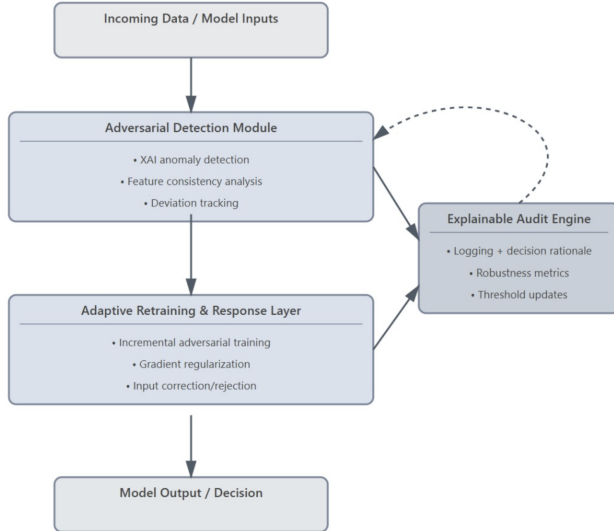 Incoming Data / Model Inputs
Adversarial Detection Module
• XAI anomaly detection
• Feature consistency analysis
• Deviation tracking
Explainable Audit Engine
• Logging + decision rationale
• Robustness metrics
• Threshold updates
Adaptive Retraining & Response Layer
• Incremental adversarial training
• Gradient regularization
• Input correction/rejection
Model Output / Decision